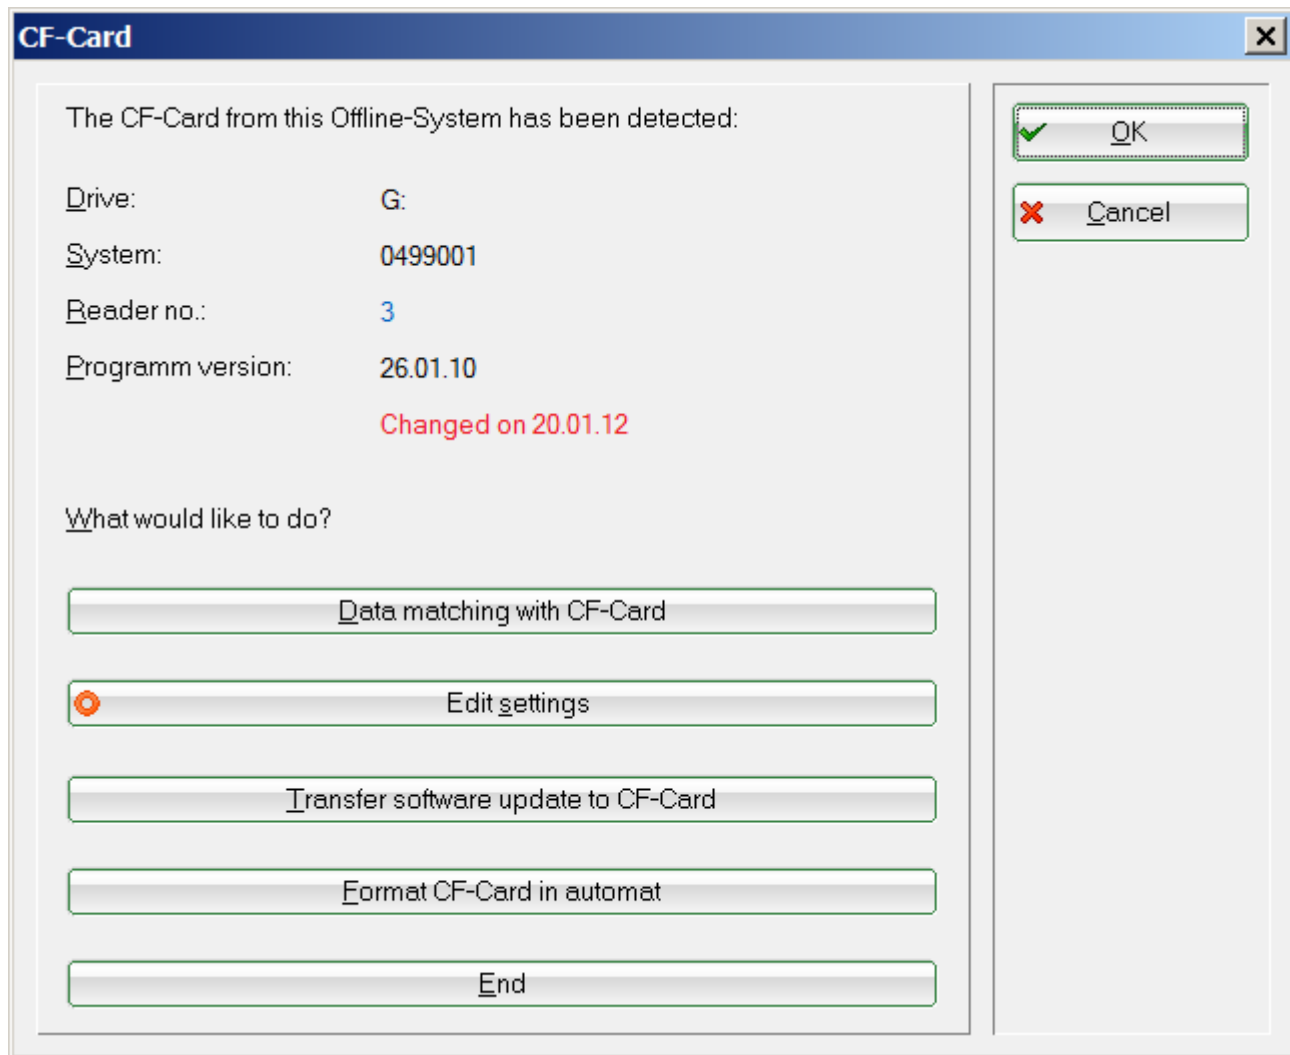 CF-Card
The CF-Card from this Offline-System has been detected:
Drive: G:
System: 0499001
Reader no.: 3
Programm version: 26.01.10
Changed on 20.01.12
What would like to do?
Data matching with CF-Card
Edit settings
Transfer software update to CF-Card
Format CF-Card in automat
End
OK
Cancel